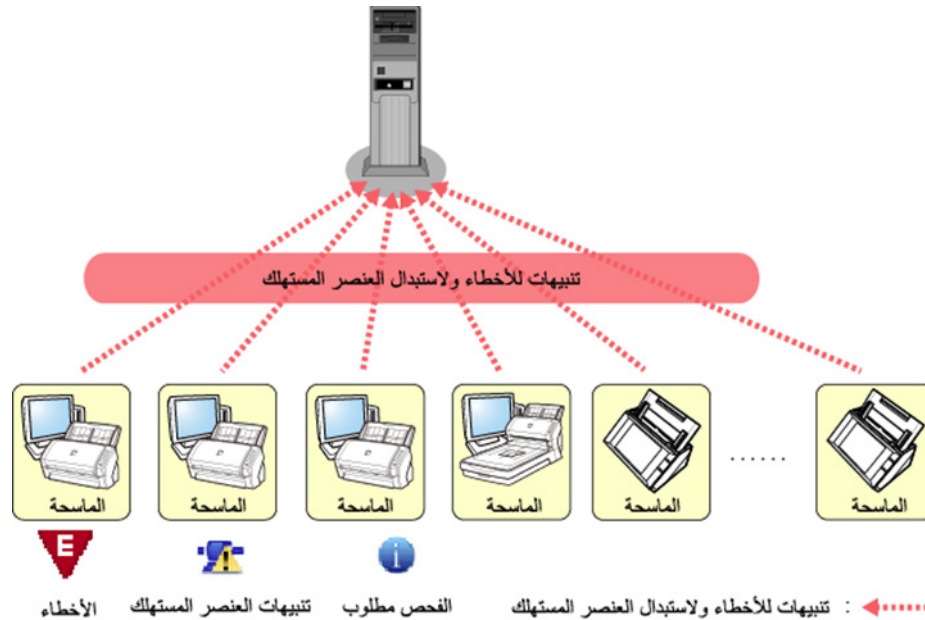 تنبيهات للأخطاء ولاستبدال العنصر المستهلك
الماسحة
الماسحة
الماسحة
الماسحة
الماسحة
......
الماسحة
E
i
الأخطاء
تنبيهات العنصر المستهلك
الفحص مطلوب
: تنبيهات للأخطاء ولاستبدال العنصر المستهلك